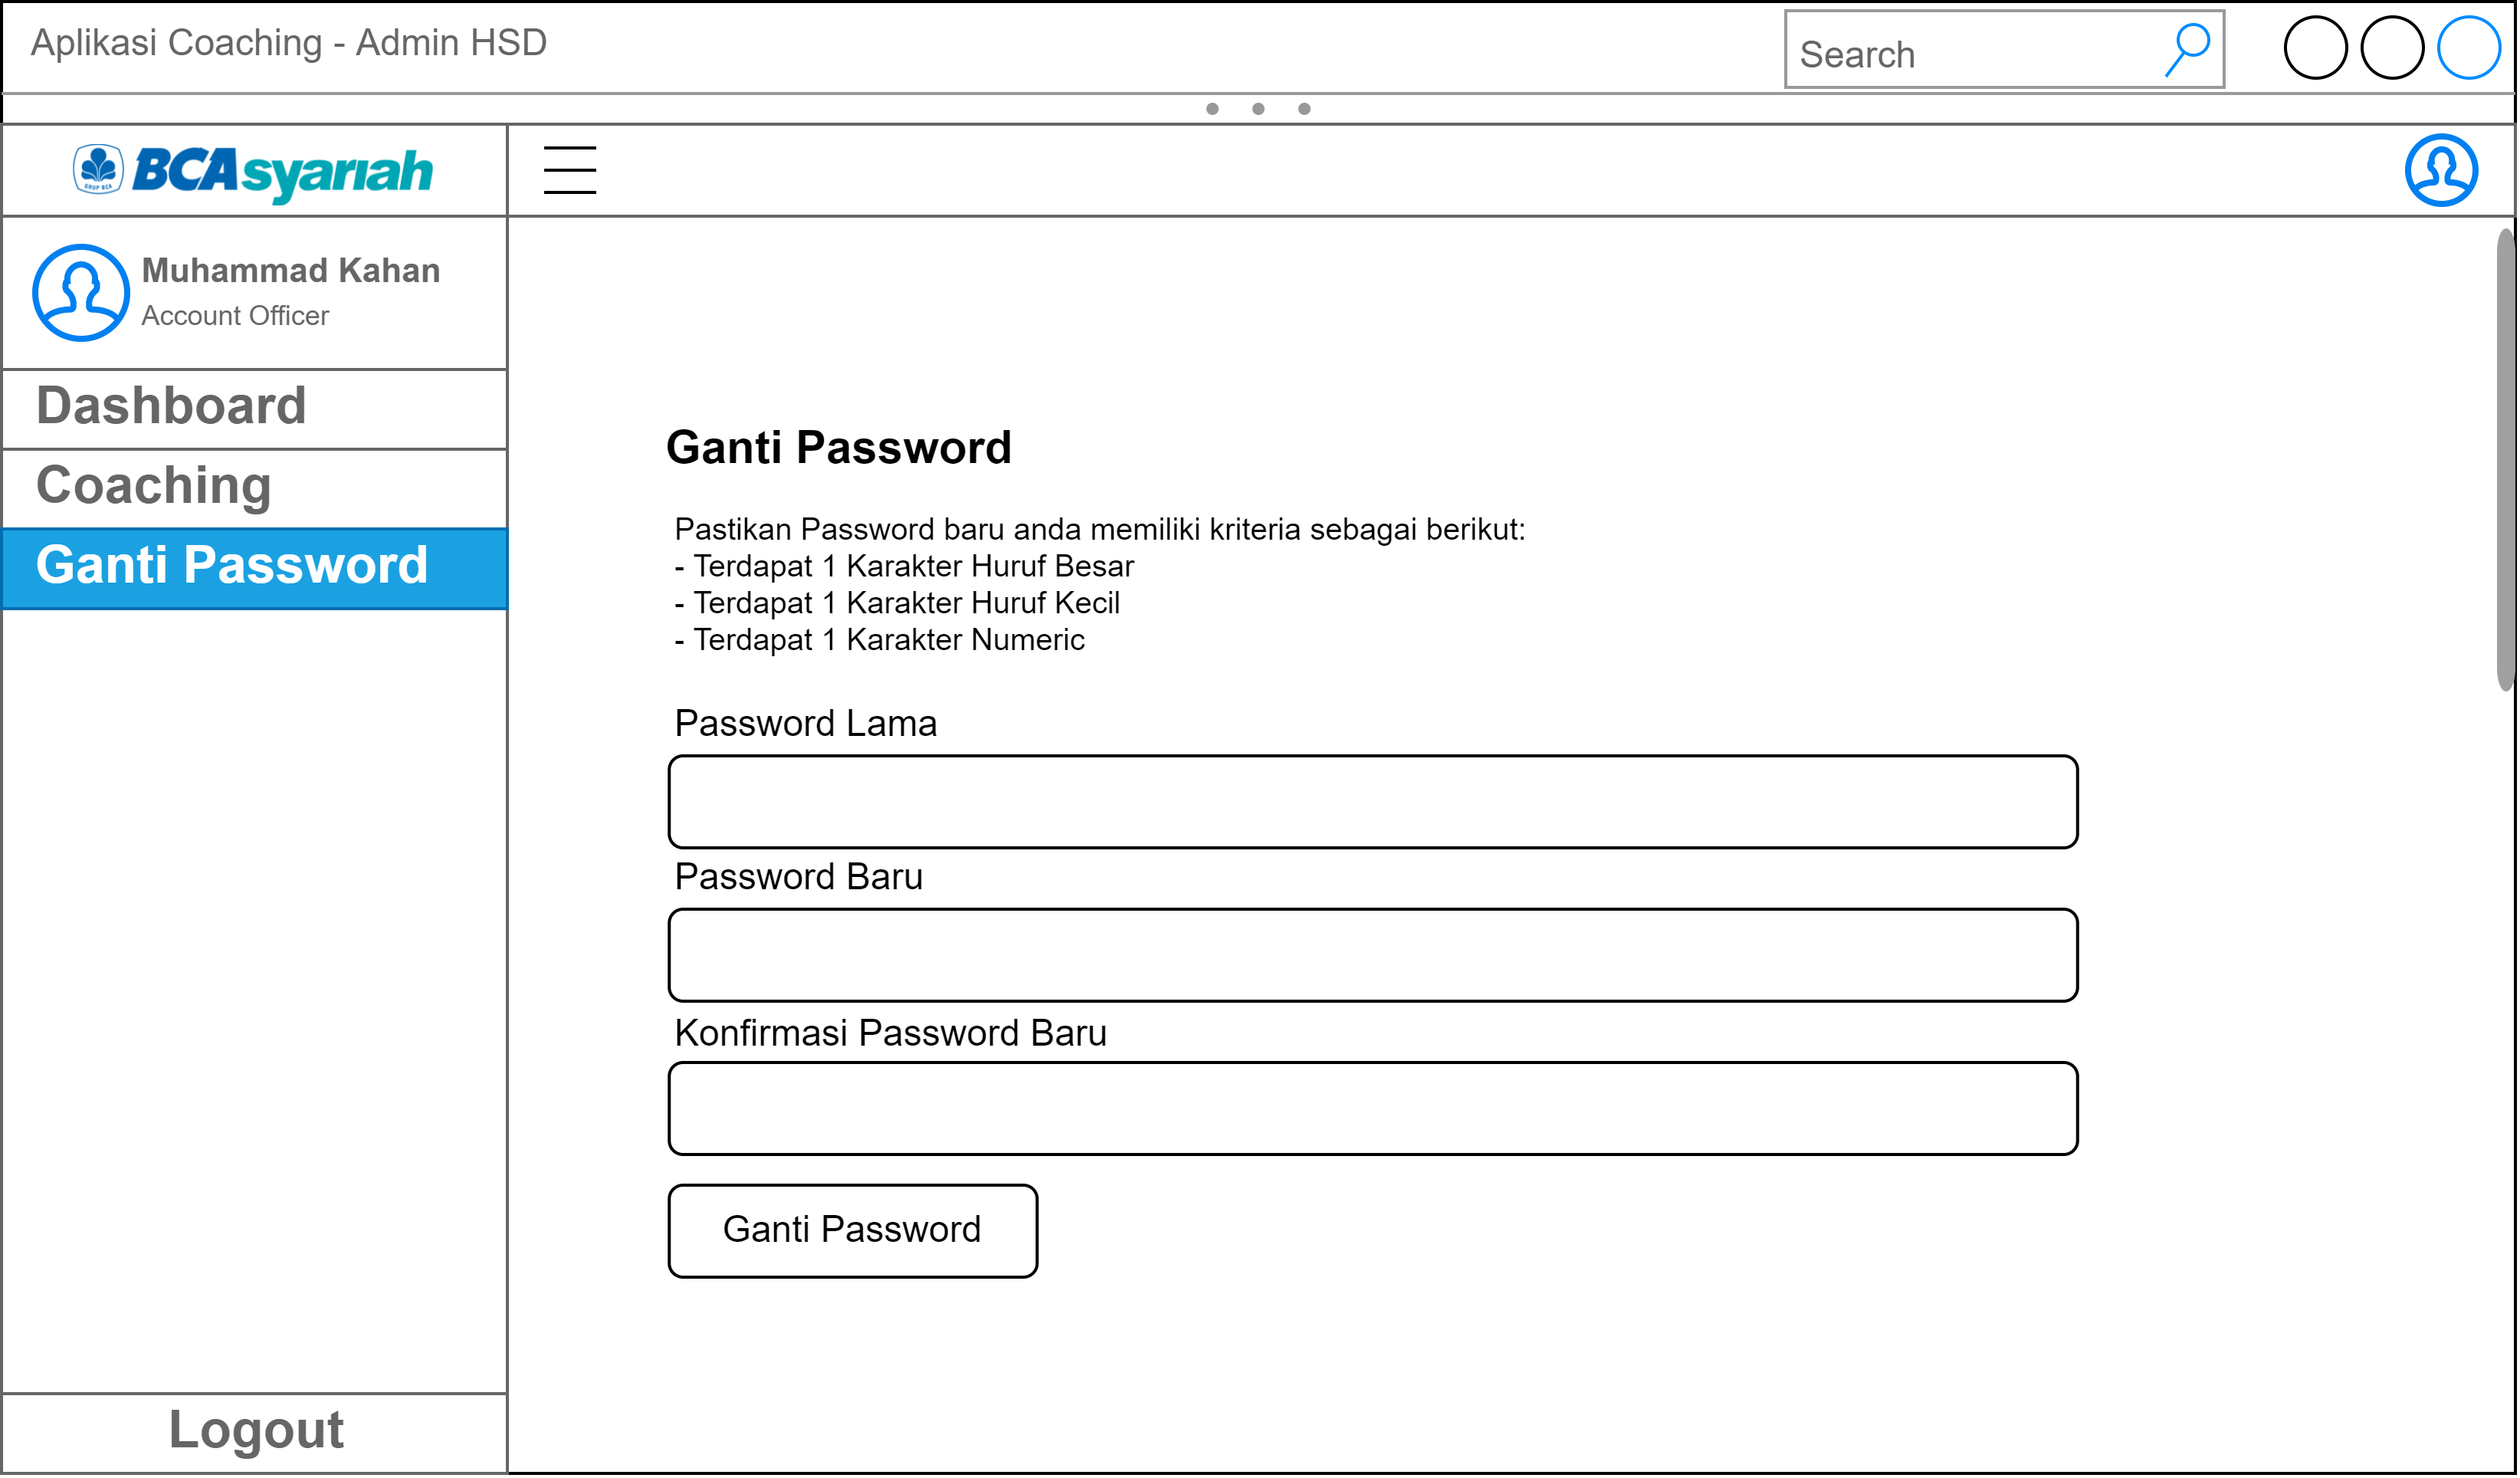 Aplikasi Coaching - Admin HSD
Search
GRUP BCA
BCAsyariah
Muhammad Kahan
Account Officer
Dashboard
Coaching
Ganti Password
Logout
Ganti Password
Pastikan Password baru anda memiliki kriteria sebagai berikut:
- Terdapat 1 Karakter Huruf Besar
- Terdapat 1 Karakter Huruf Kecil
- Terdapat 1 Karakter Numeric
Password Lama
Password Baru
Konfirmasi Password Baru
Ganti Password